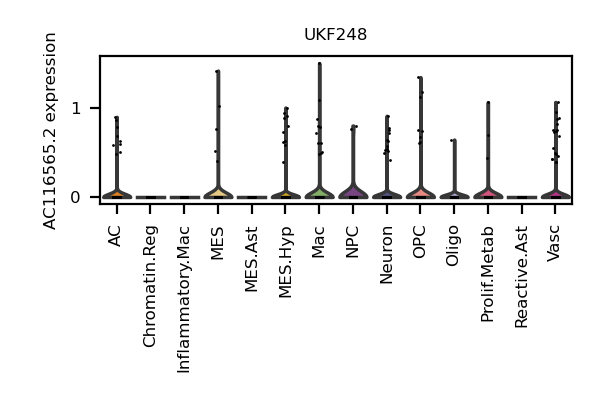 UKF248
AC116565.2 expression
1
0
AC
Chromatin.Reg
Inflammatory.Mac
MES
MES.Ast
MES.Hyp
Mac
NPC
Neuron
OPC
Oligo
Prolif.Metab
Reactive.Ast
Vasc